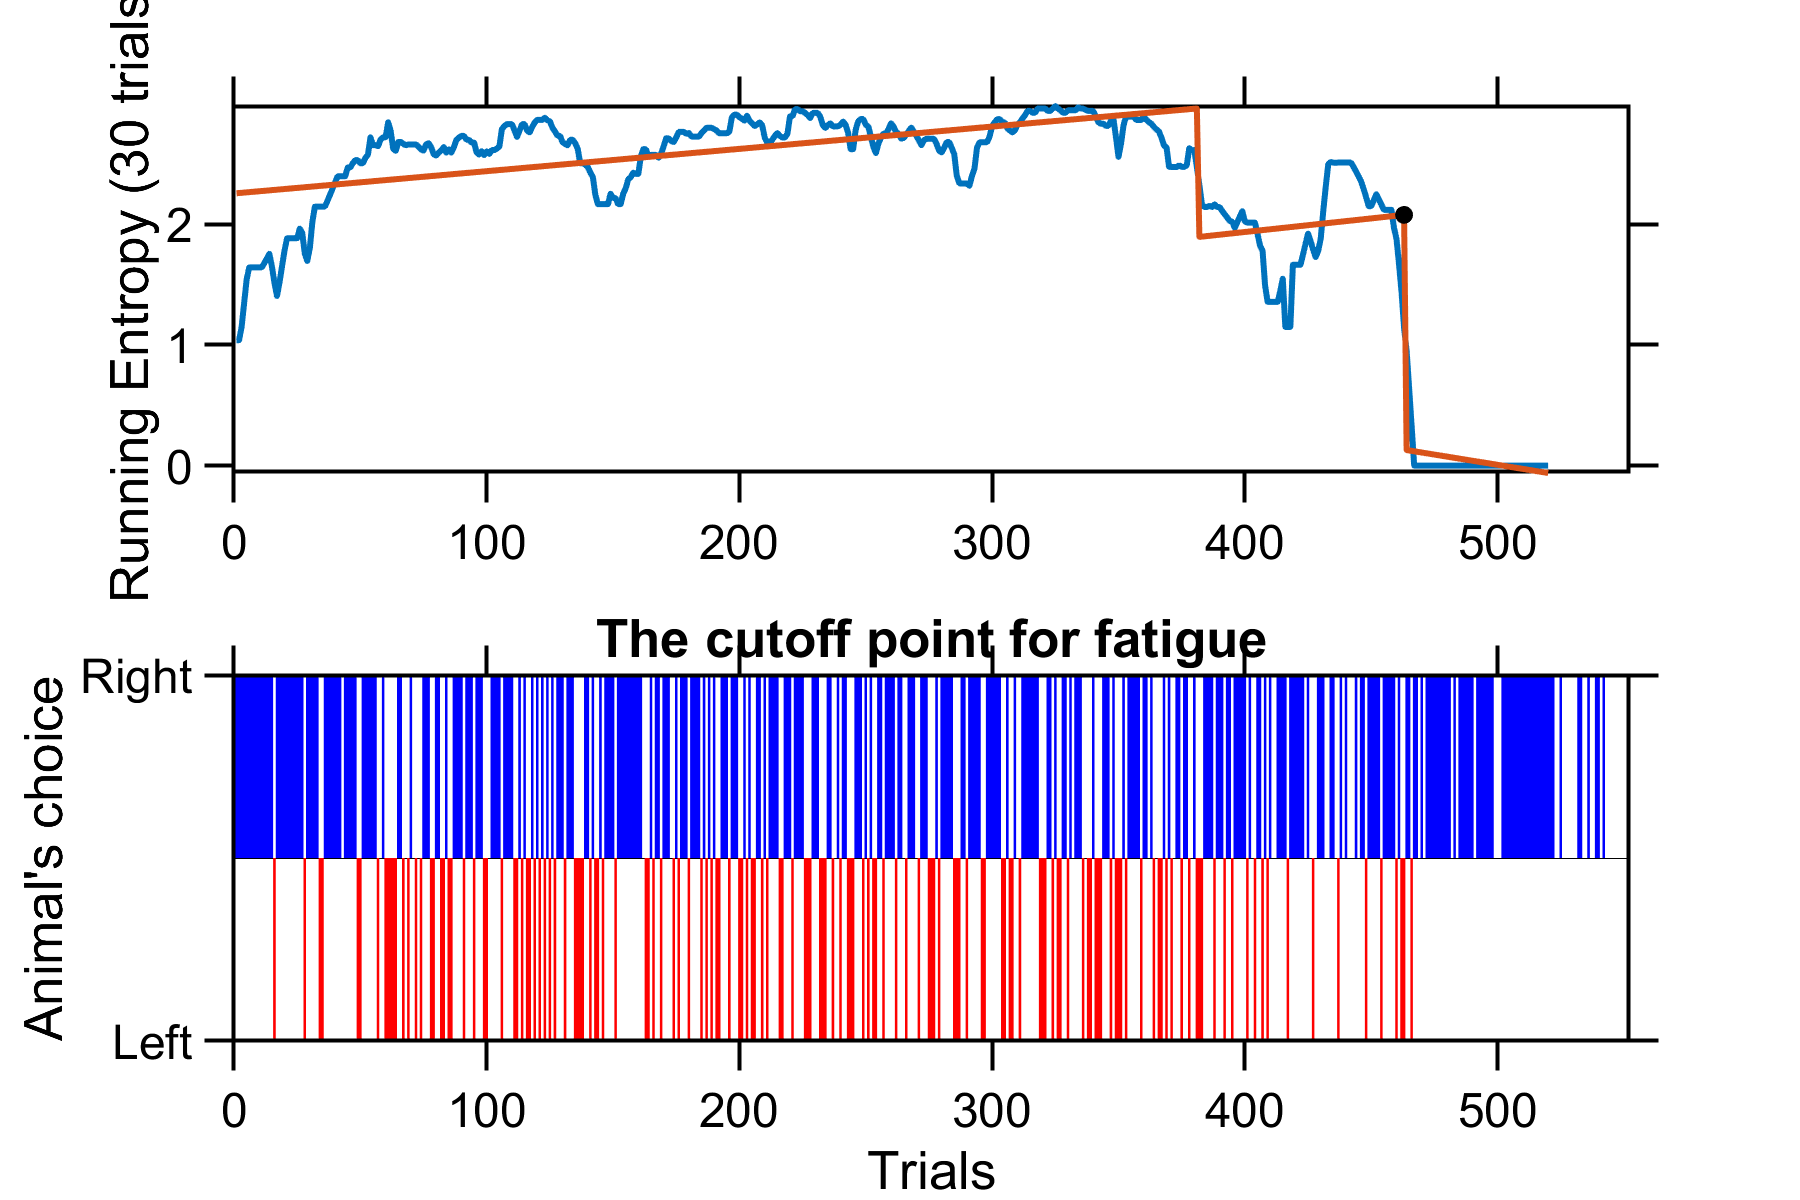 Running Entropy (30 trials
2
1
0
0 100 200 300 400 500
The cutoff point for fatigue
Animal's choice
Right
Left
0 100 200 300 400 500
Trials